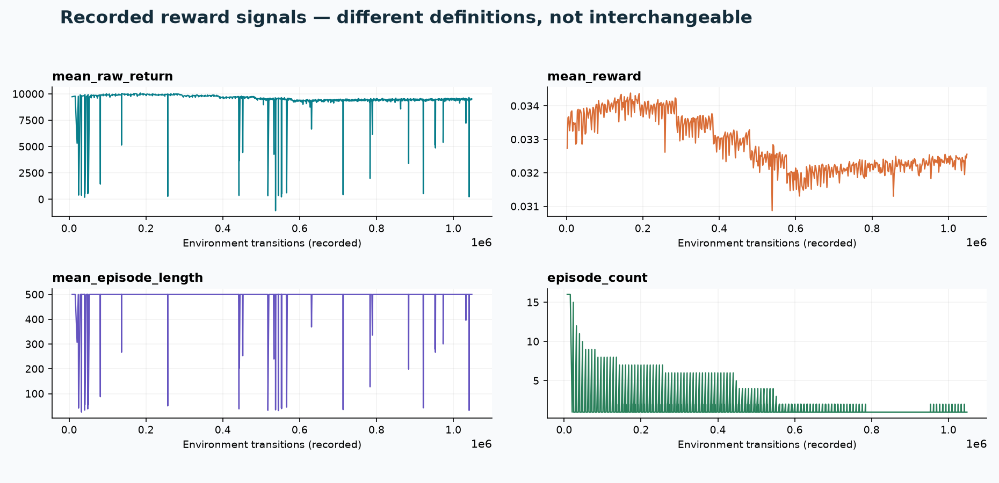 Recorded reward signals — different definitions, not interchangeable
mean_raw_return
10000
7500
5000
2500
0
0.0 0.2 0.4 0.6 0.8 1.0
Environment transitions (recorded) 1e6
mean_reward
0.034
0.033
0.032
0.031
0.0 0.2 0.4 0.6 0.8 1.0
Environment transitions (recorded) 1e6
mean_episode_length
500
400
300
200
100
0.0 0.2 0.4 0.6 0.8 1.0
Environment transitions (recorded) 1e6
episode_count
15
10
5
0.0 0.2 0.4 0.6 0.8 1.0
Environment transitions (recorded) 1e6